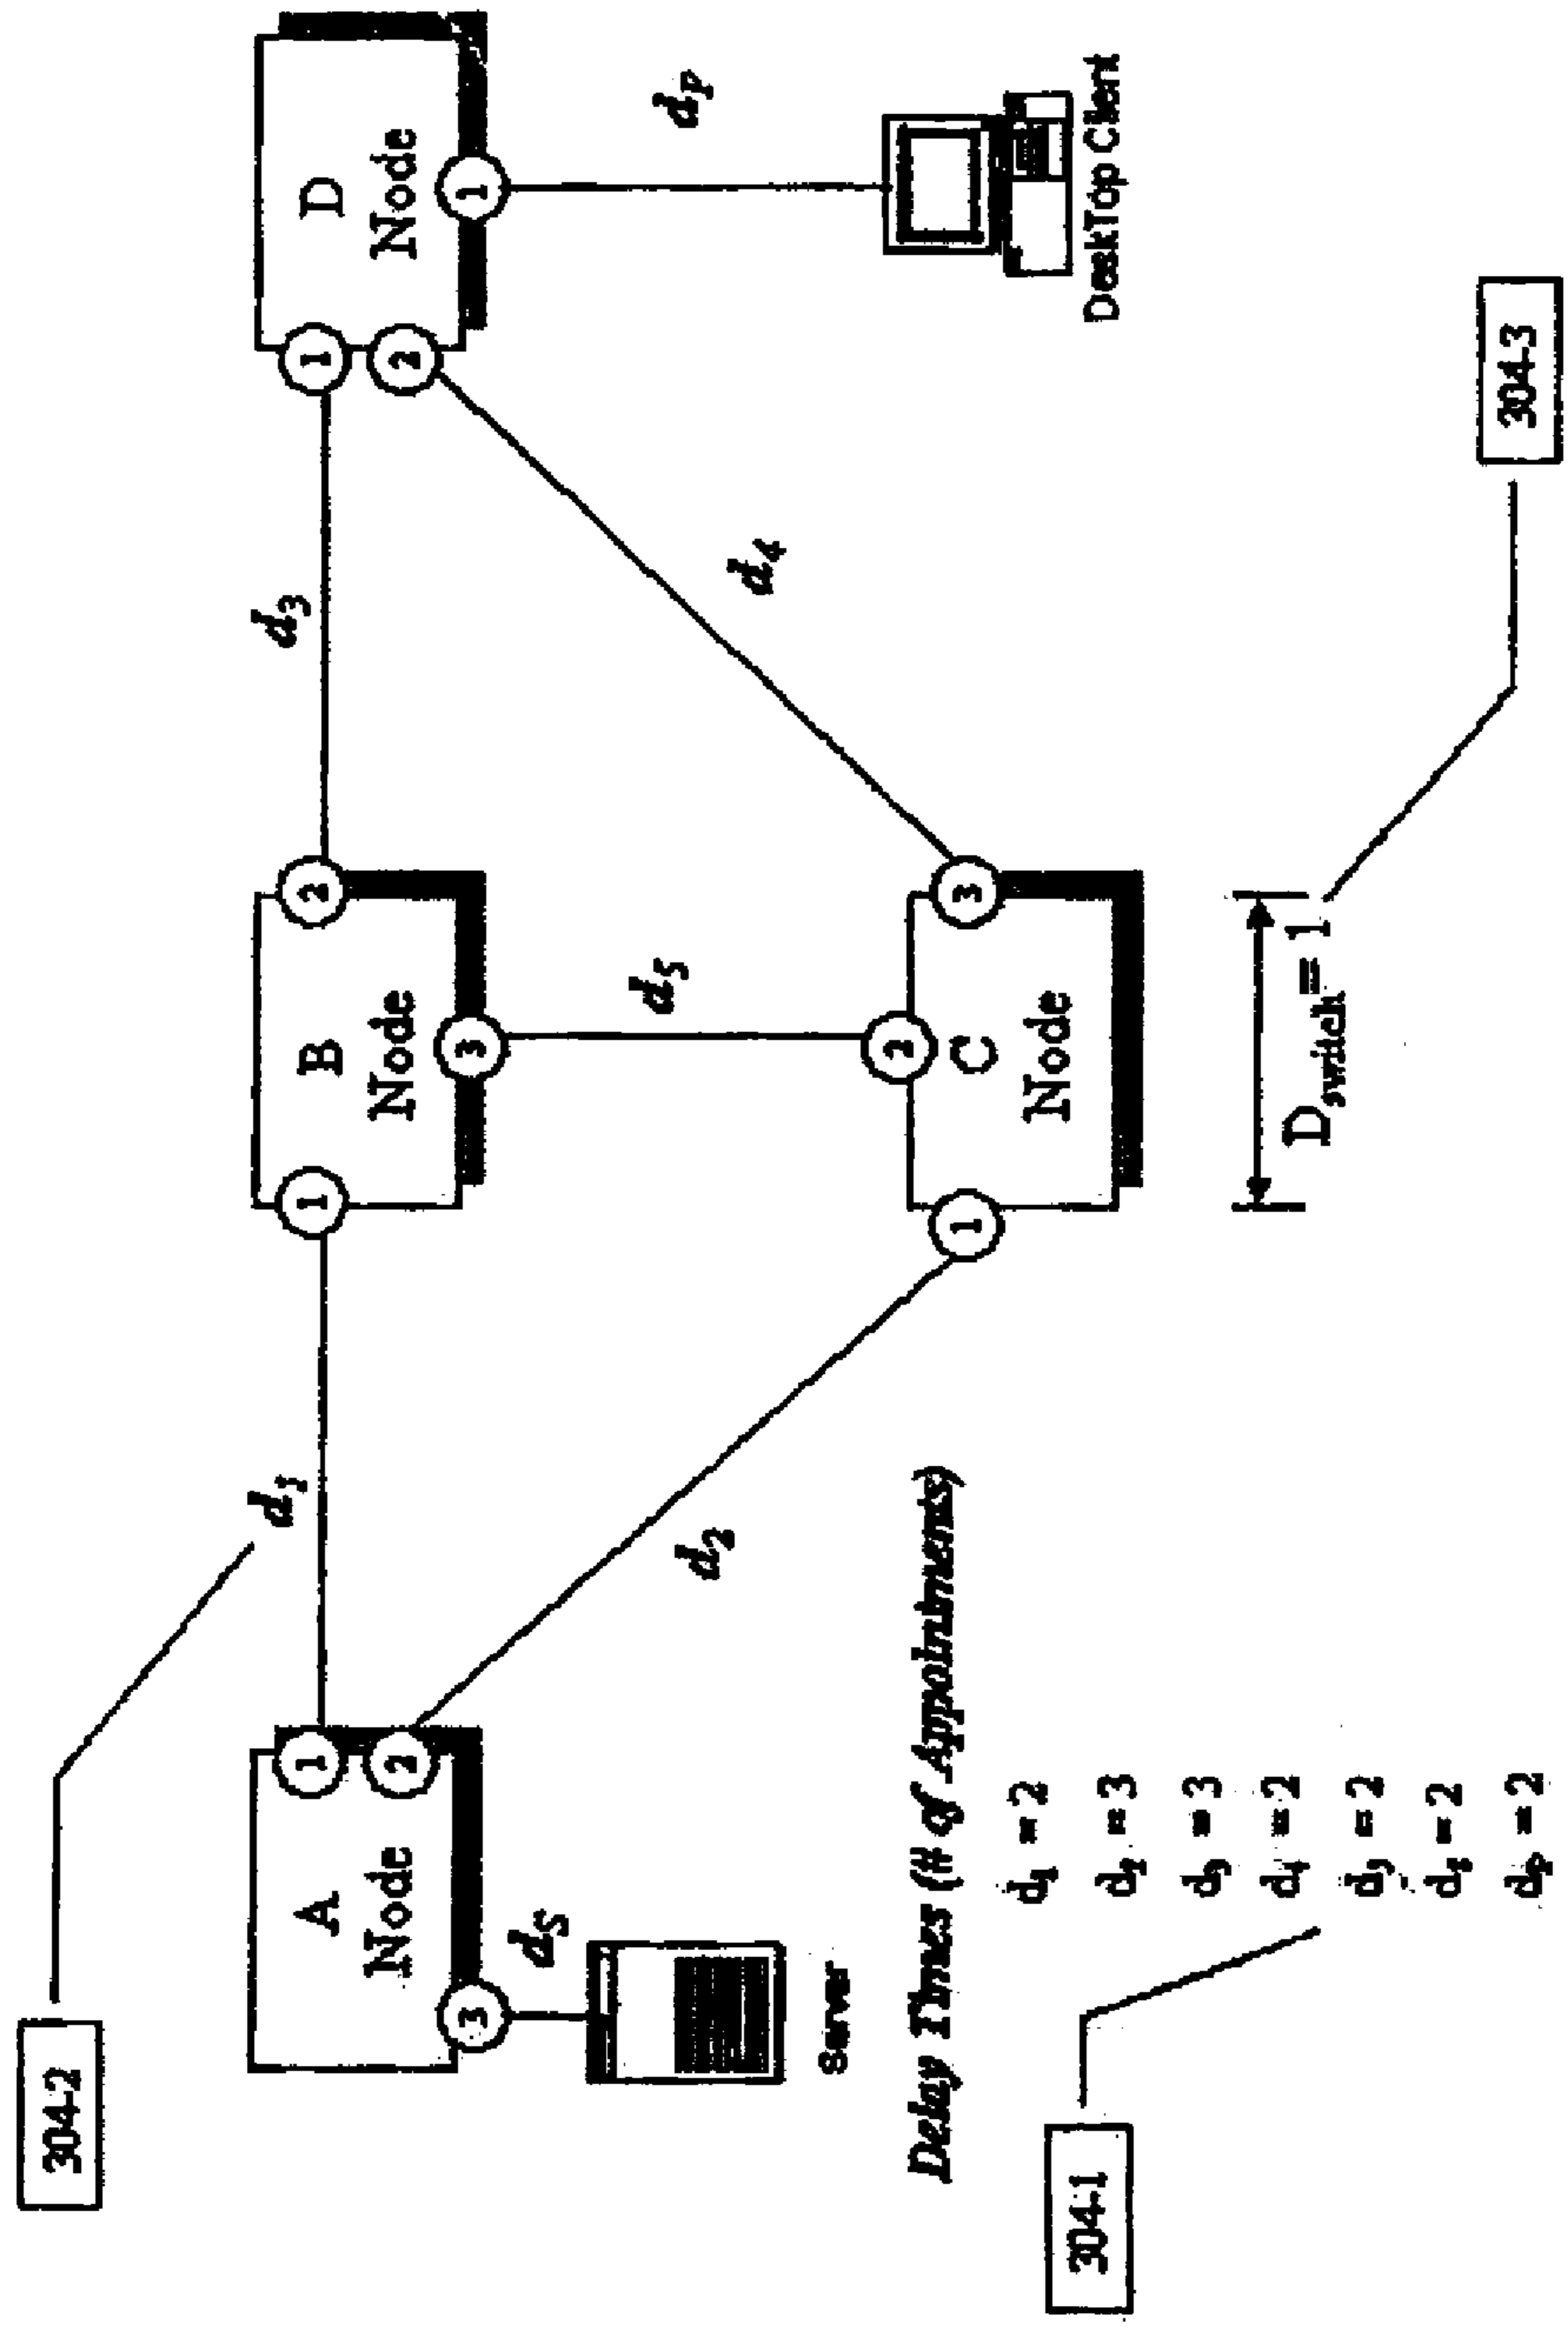 304-2
d1
d3
A
1
1
B
2
1
D
Node
2
Node
2
Node
3
3
1
dS
d5
dP
d2
d4
Server
2
Delay Times (# of Appointments)
1
C
3
Node
DeskTop Client
d1 = 2
304-1
d2 = 3
d3 = 3
d4 = 2
d5 = 2
dS = 2
dP = 2
Dswitch = 1
304-3